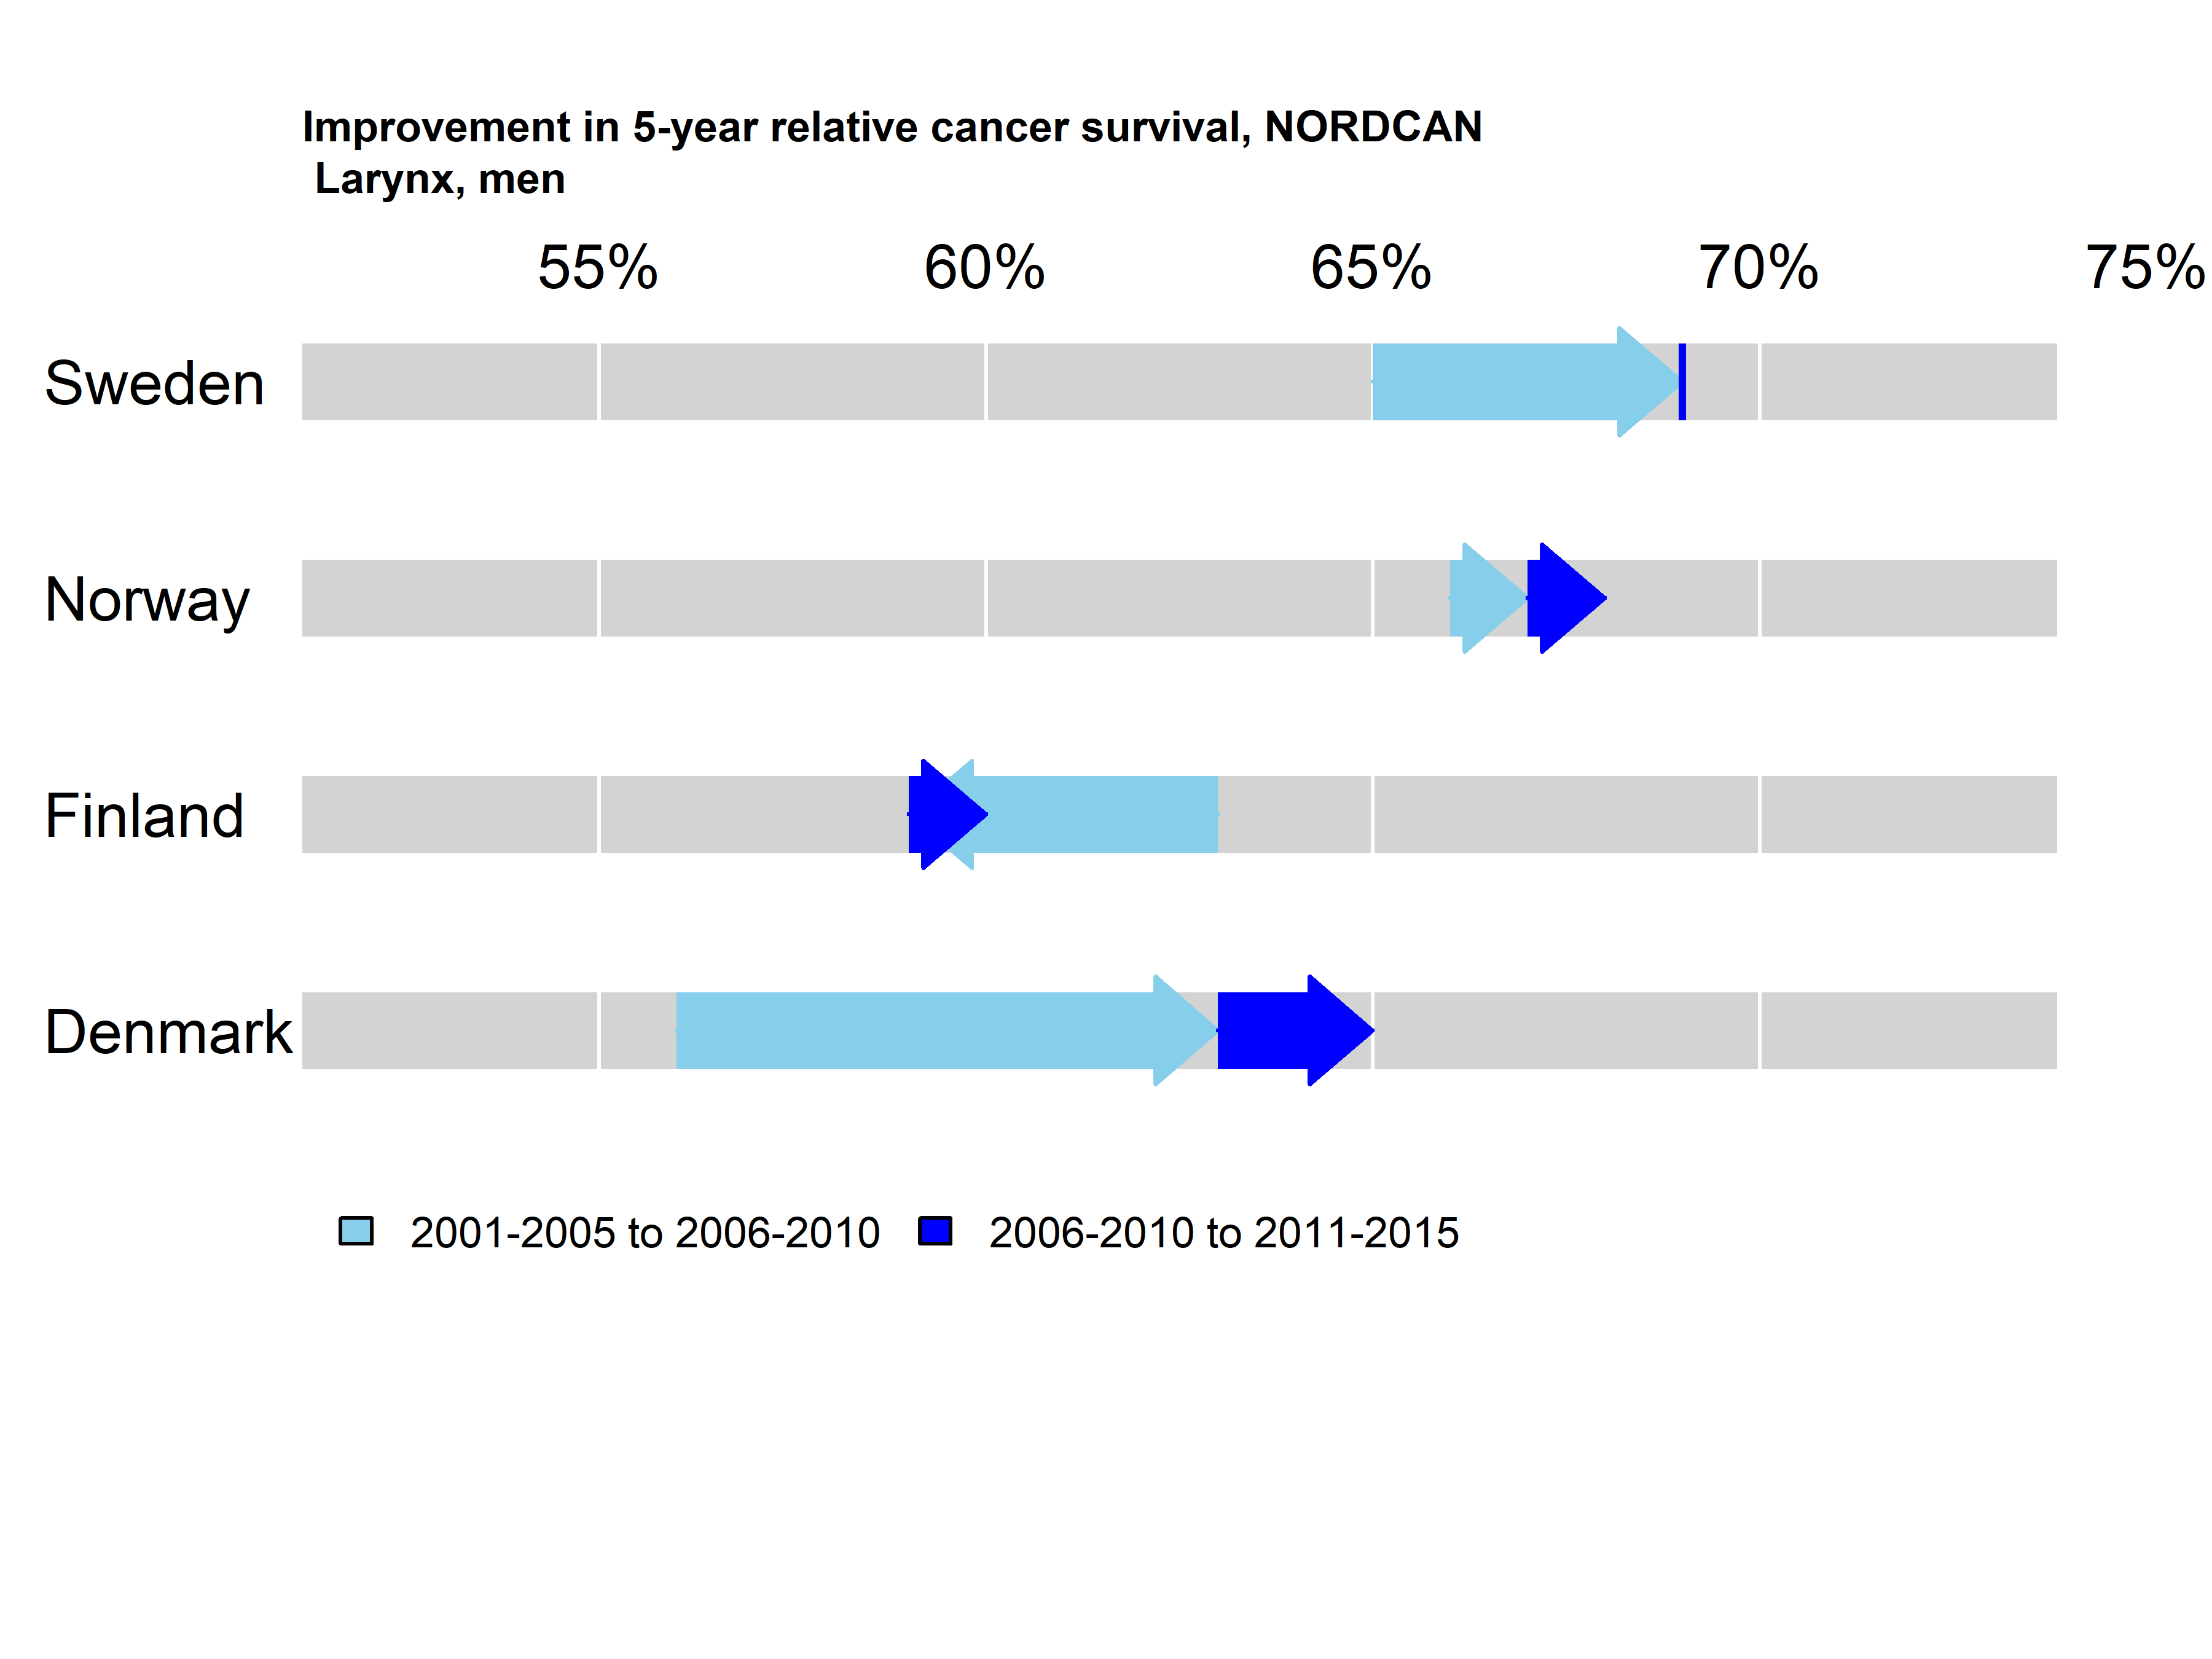 Improvement in 5-year relative cancer survival, NORDCAN
Larynx, men
55% 60% 65% 70% 75%
Sweden
Norway
Finland
Denmark
2001-2005 to 2006-2010 2006-2010 to 2011-2015